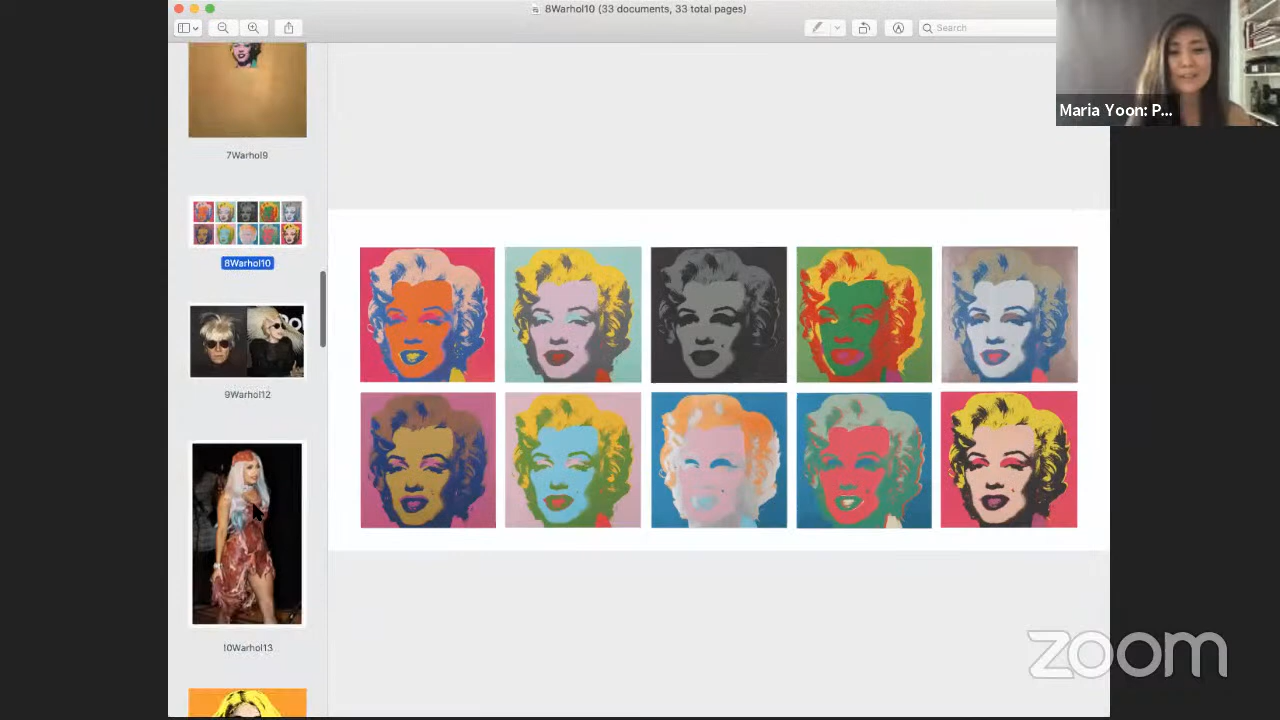 8Warhol10 (33 documents, 33 total pages)
Search
Maria Yoon: P...
7Warhol9
8Warhol10
9Warhol12
10Warhol13
zoom